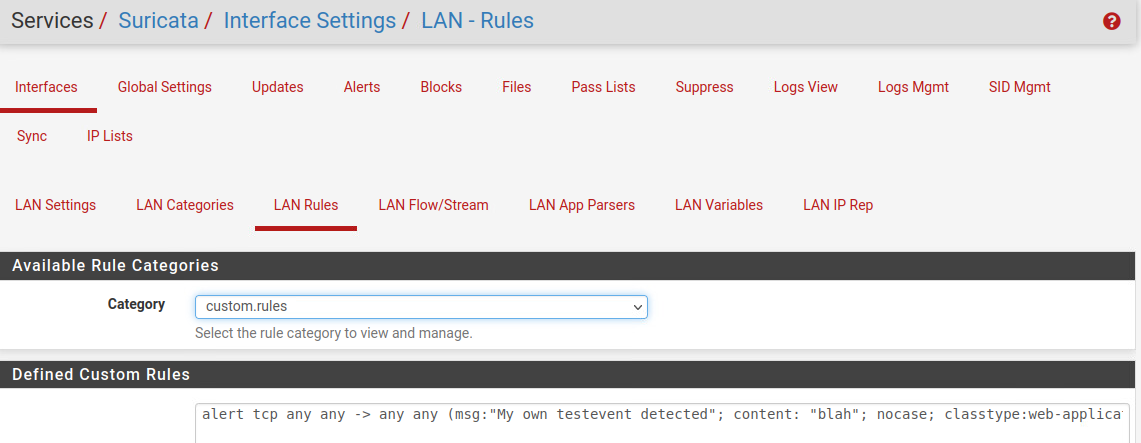 Services / Suricata / Interface Settings / LAN - Rules
Interfaces Global Settings Updates Alerts Blocks Files Pass Lists Suppress Logs View Logs Mgmt SID Mgmt
Sync IP Lists
LAN Settings LAN Categories LAN Rules LAN Flow/Stream LAN App Parsers LAN Variables LAN IP Rep
Available Rule Categories
Category custom.rules
Select the rule category to view and manage.
Defined Custom Rules
alert tcp any any -> any any (msg:"My own testevent detected"; content: "blah"; nocase; classtype:web-applica